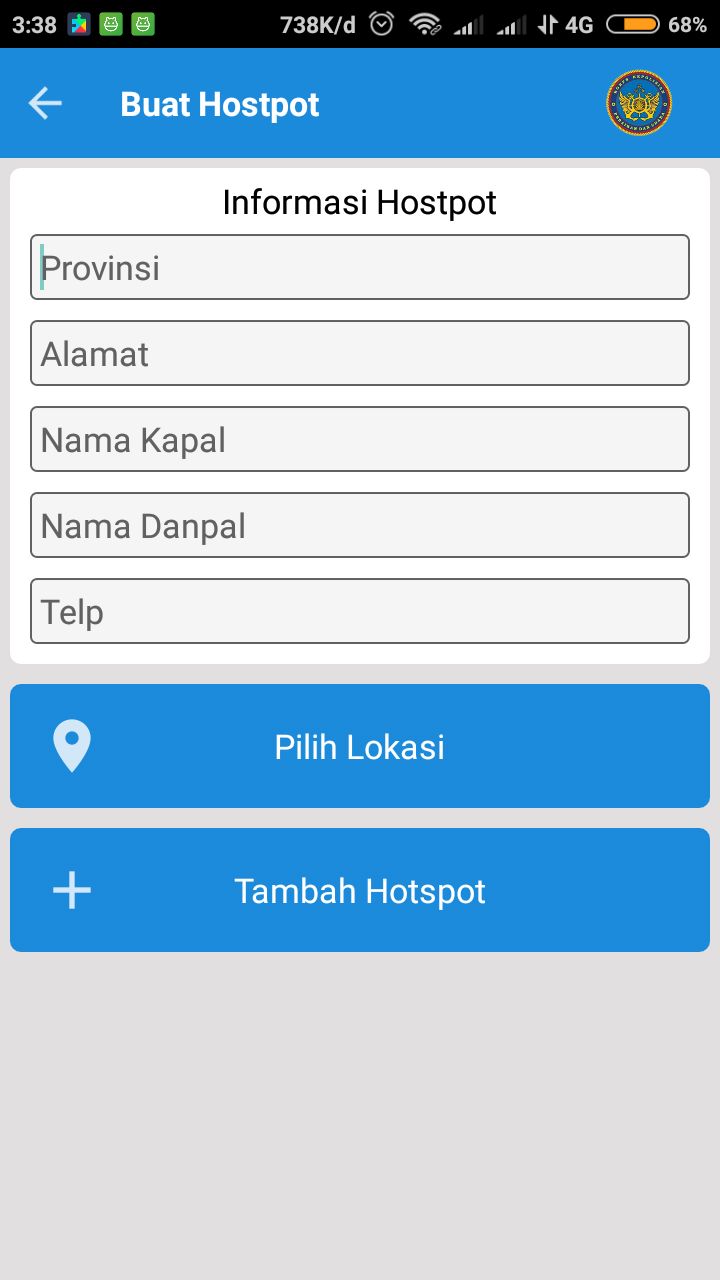 3:38 738K/d 4G 68%
Buat Hostpot
Informasi Hostpot
Provinsi
Alamat
Nama Kapal
Nama Danpal
Telp
Pilih Lokasi
Tambah Hotspot